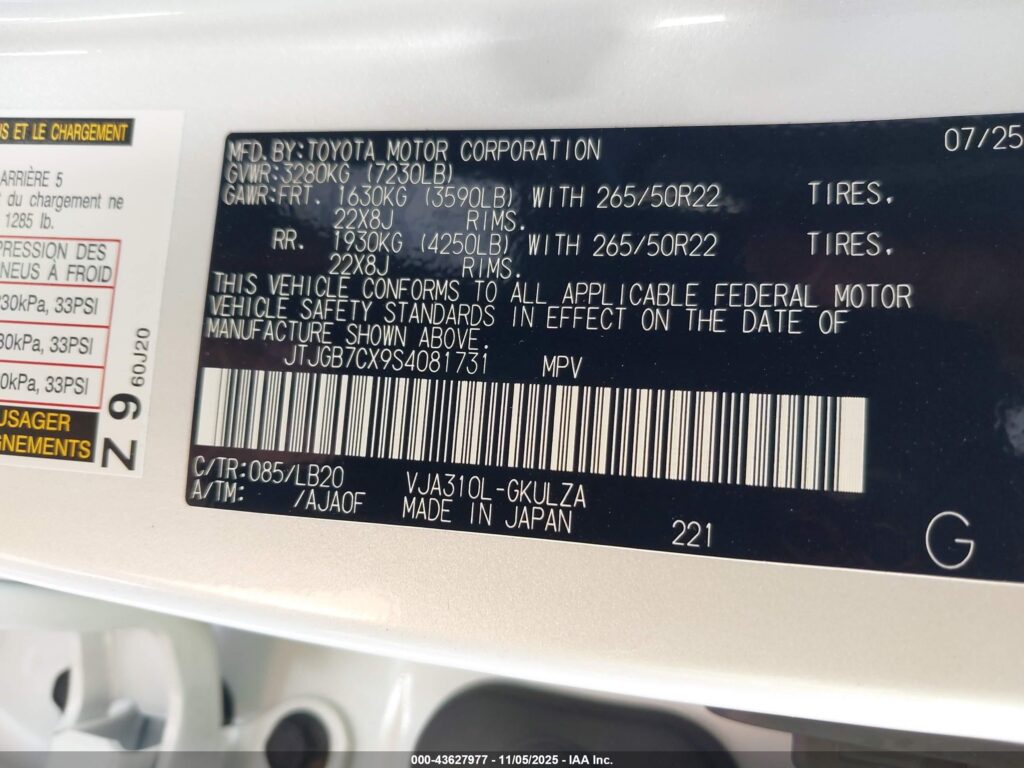 US ET LE CHARGEMENT
ARRIÈRE 5
du chargement ne
1285 lb.
PRESSION DES
NEUS À FROID
230kPa, 33PSI
30kPa, 33PSI
0kPa, 33PSI
USAGER
GNEMENTS
Z 9 60J20
07/25
MFD.BY:TOYOTA MOTOR CORPORATION
GVWR:3280KG (7230LB)
GAWR:FRT. 1630KG (3590LB) WITH 265/50R22 TIRES.
22X8J RIMS.
RR. 1930KG (4250LB) WITH 265/50R22 TIRES.
22X8J RIMS.
THIS VEHICLE CONFORMS TO ALL APPLICABLE FEDERAL MOTOR
VEHICLE SAFETY STANDARDS IN EFFECT ON THE DATE OF
MANUFACTURE SHOWN ABOVE.
JTJGB7CX9S4081731 MPV
C/TR:085/LB20 VJA310L-GKULZA
A/TM: /AJA0F MADE IN JAPAN 221
G
000-43627977 - 11/05/2025 - IAA Inc.